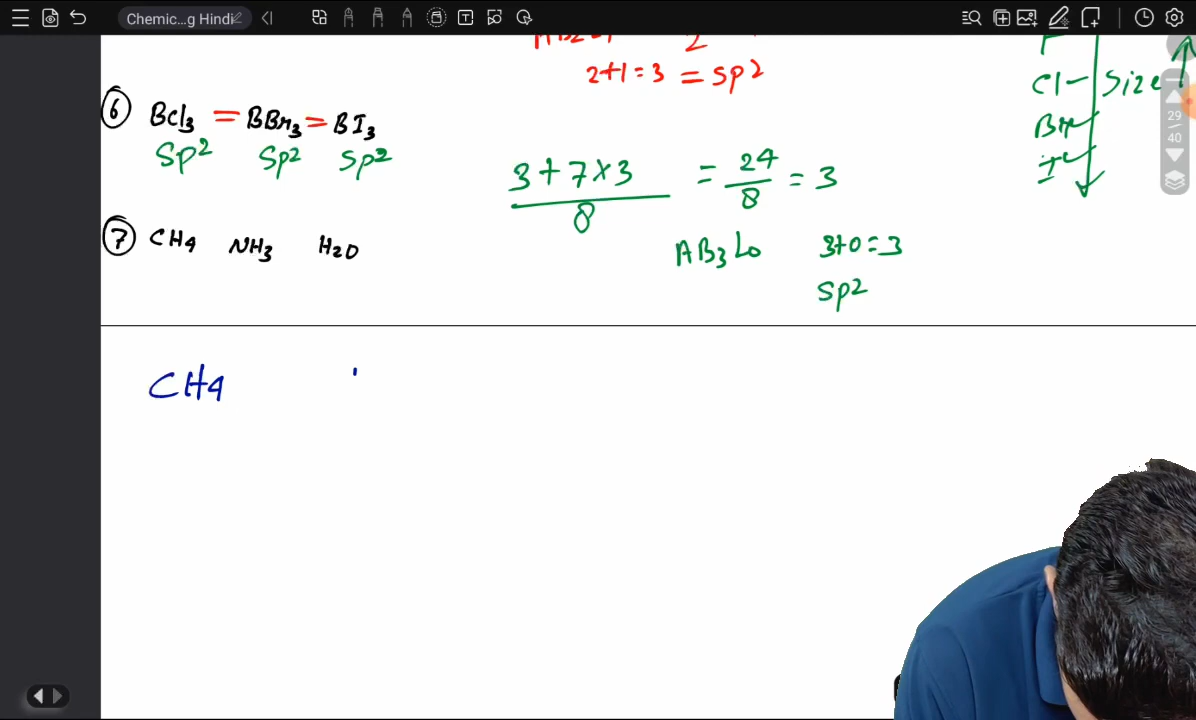 Chemic...g Hindi
2+1=3 = Sp2
Cl- Size
⑥ BCl3 = BBr3 = BI3
Br
Sp2 Sp2 Sp2
I
3+7×3 / 8 = 24 / 8 = 3
29
40
⑦ CH4 NH3 H2O
AB3L0 3+0=3
Sp2
CH4